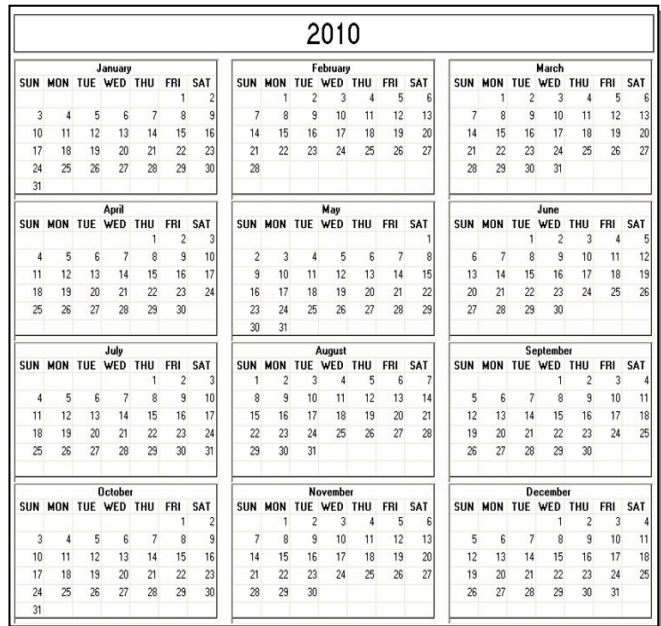 2010
January
SUN MON TUE WED THU FRI SAT
1 2
3 4 5 6 7 8 9
10 11 12 13 14 15 16
17 18 19 20 21 22 23
24 25 26 27 28 29 30
31
February
SUN MON TUE WED THU FRI SAT
1 2 3 4 5 6
7 8 9 10 11 12 13
14 15 16 17 18 19 20
21 22 23 24 25 26 27
28
March
SUN MON TUE WED THU FRI SAT
1 2 3 4 5 6
7 8 9 10 11 12 13
14 15 16 17 18 19 20
21 22 23 24 25 26 27
28 29 30 31
April
SUN MON TUE WED THU FRI SAT
1 2 3
4 5 6 7 8 9 10
11 12 13 14 15 16 17
18 19 20 21 22 23 24
25 26 27 28 29 30
May
SUN MON TUE WED THU FRI SAT
1
2 3 4 5 6 7 8
9 10 11 12 13 14 15
16 17 18 19 20 21 22
23 24 25 26 27 28 29
30 31
June
SUN MON TUE WED THU FRI SAT
1 2 3 4 5
6 7 8 9 10 11 12
13 14 15 16 17 18 19
20 21 22 23 24 25 26
27 28 29 30
July
SUN MON TUE WED THU FRI SAT
1 2 3
4 5 6 7 8 9 10
11 12 13 14 15 16 17
18 19 20 21 22 23 24
25 26 27 28 29 30 31
August
SUN MON TUE WED THU FRI SAT
1 2 3 4 5 6 7
8 9 10 11 12 13 14
15 16 17 18 19 20 21
22 23 24 25 26 27 28
29 30 31
September
SUN MON TUE WED THU FRI SAT
1 2 3 4
5 6 7 8 9 10 11
12 13 14 15 16 17 18
19 20 21 22 23 24 25
26 27 28 29 30
October
SUN MON TUE WED THU FRI SAT
1 2
3 4 5 6 7 8 9
10 11 12 13 14 15 16
17 18 19 20 21 22 23
24 25 26 27 28 29 30
31
November
SUN MON TUE WED THU FRI SAT
1 2 3 4 5 6
7 8 9 10 11 12 13
14 15 16 17 18 19 20
21 22 23 24 25 26 27
28 29 30
December
SUN MON TUE WED THU FRI SAT
1 2 3 4
5 6 7 8 9 10 11
12 13 14 15 16 17 18
19 20 21 22 23 24 25
26 27 28 29 30 31